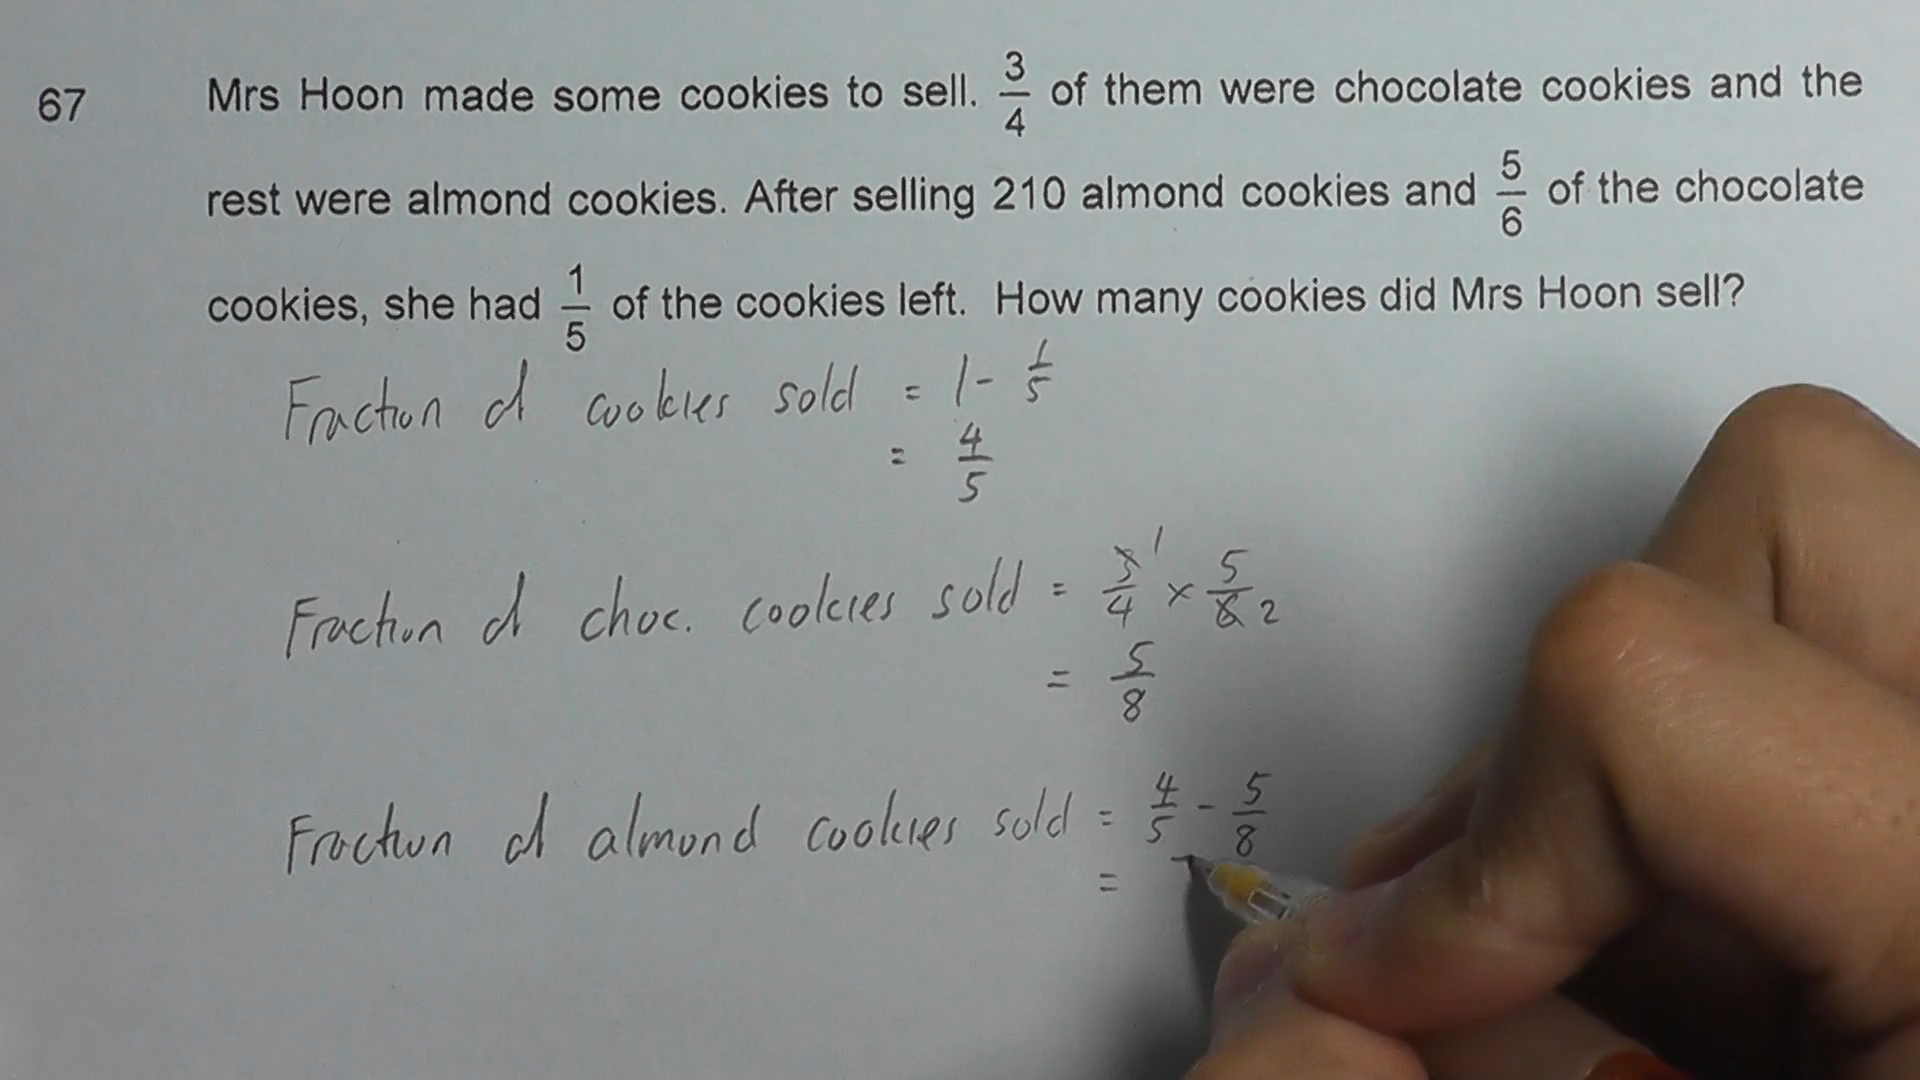 67 Mrs Hoon made some cookies to sell. 3/4 of them were chocolate cookies and the
rest were almond cookies. After selling 210 almond cookies and 5/6 of the chocolate
cookies, she had 1/5 of the cookies left. How many cookies did Mrs Hoon sell?
Fraction of cookies sold = 1 - 1/5
= 4/5
Fraction of choc. cookies sold = 3/4 1 × 5/6 2
= 5/8
Fraction of almond cookies sold = 4/5 - 5/8
=